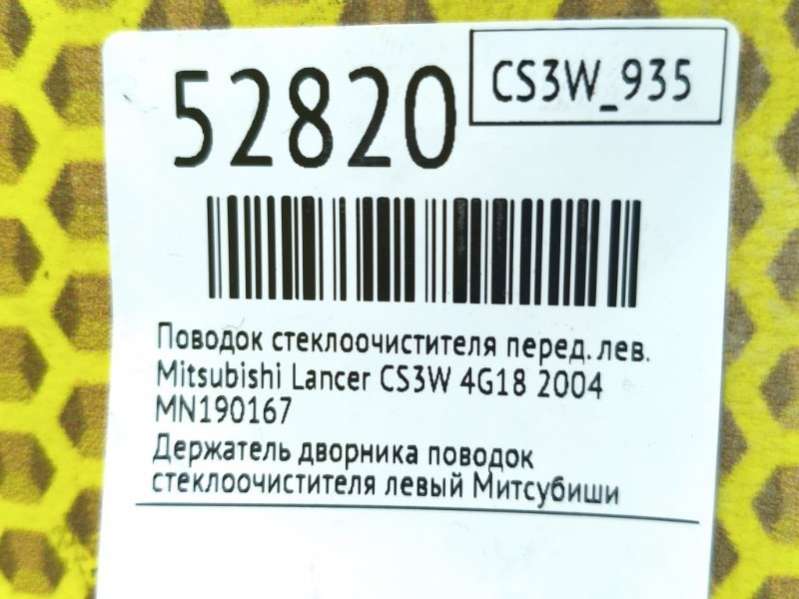 52820
CS3W_935
Поводок стеклоочистителя перед. лев.
Mitsubishi Lancer CS3W 4G18 2004
MN190167
Держатель дворника поводок
стеклоочистителя левый Митсубиши